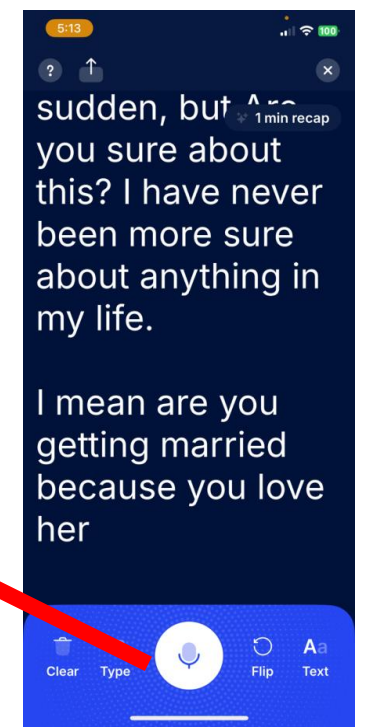 5:13
100
?
sudden, but Are
1 min recap
you sure about
this? I have never
been more sure
about anything in
my life.
I mean are you
getting married
because you love
her
Clear Type Flip Aa Text